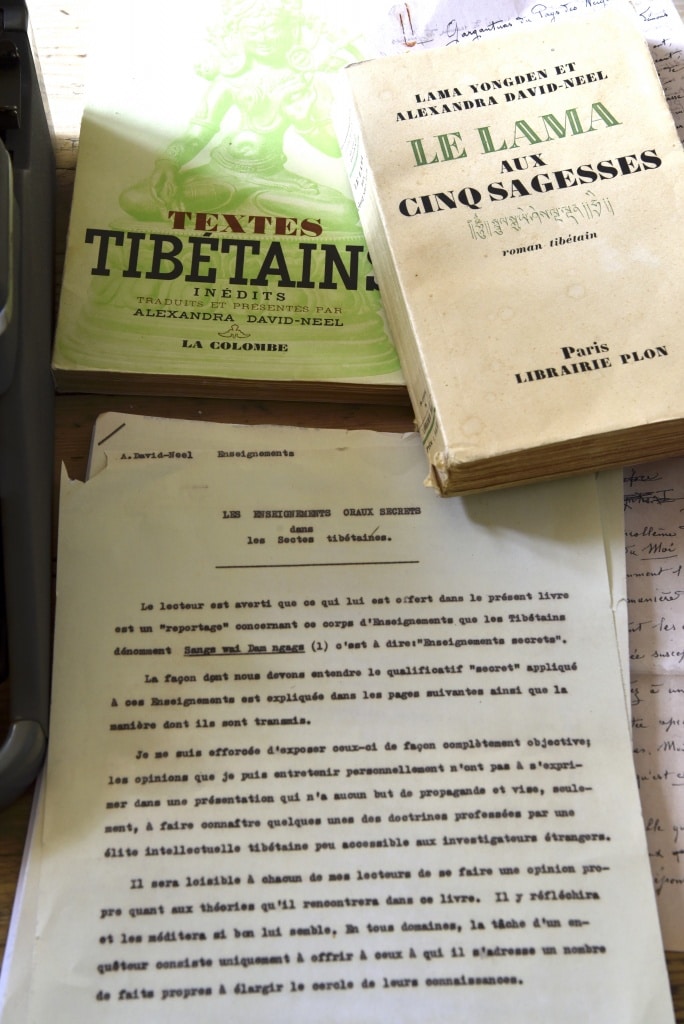 Gargantuas du Pays des
TEXTES
TIBÉTAINS
INÉDITS
TRADUITS ET PRÉSENTÉS PAR
ALEXANDRA DAVID-NEEL
LA COLOMBE
LAMA YONGDEN ET
ALEXANDRA DAVID-NEEL
LE LAMA
AUX
CINQ SAGESSES
roman tibétain
Paris
LIBRAIRIE PLON
A.David-Neel Enseignements
LES ENSEIGNEMENTS ORAUX SECRETS
dans
les Sectes tibétaines.
Le lecteur est averti que ce qui lui est offert dans le présent livre
est un "reportage" concernant ce corps d'Enseignements que les Tibétains
dénomment Sangs wai Dam ngags (1) c'est à dire:"Enseignements secrets".
La façon dont nous devons entendre le qualificatif "secret" appliqué
à ces Enseignements est expliquée dans les pages suivantes ainsi que la
manière dont ils sont transmis.
Je me suis efforcée d'exposer ceux-ci de façon complètement objective;
les opinions que je puis entretenir personnellement n'ont pas à s'expri-
mer dans une présentation qui n'a aucun but de propagande et vise, seule-
ment, à faire connaître quelques unes des doctrines professées par une
élite intellectuelle tibétaine peu accessible aux investigateurs étrangers.
Il sera loisible à chacun de mes lecteurs de se faire une opinion pro-
pre quant aux théories qu'il rencontrera dans ce livre. Il y réfléchira
et les méditera si bon lui semble. En tous domaines, la tâche d'un en-
quêteur consiste uniquement à offrir à ceux à qui il s'adresse un nombre
de faits propres à élargir le cercle de leurs connaissances.
Moi
manière